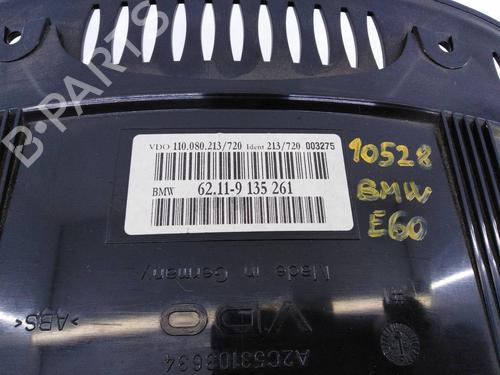 B-PARTS
VDO 110.080.213/720 Ident 213/720 003275
BMW 62.11-9 135 261
10528
BMW
E60
Made in Germany
VDO
A2C53103634
>ABS<